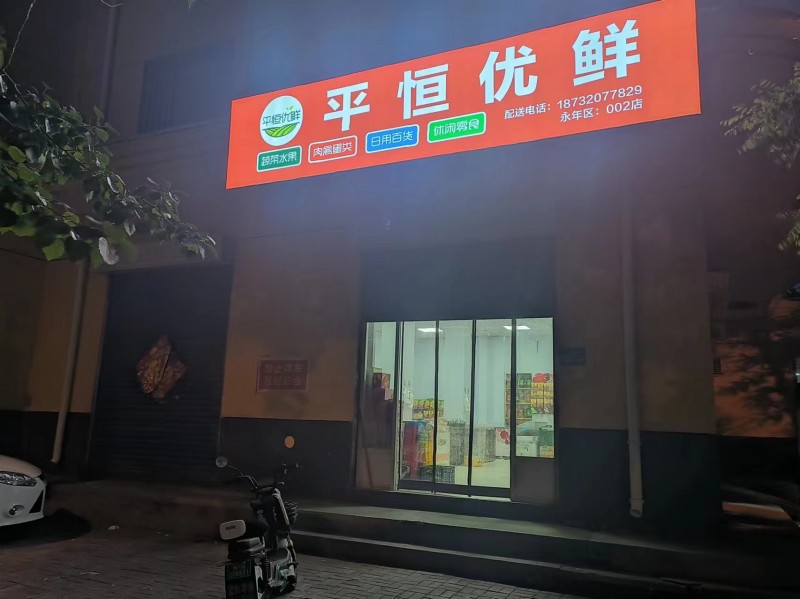 平恒优鲜
平恒优鲜
蔬菜水果
肉禽蛋类
日用百货
休闲零食
配送电话：18732077829
永年区：002店